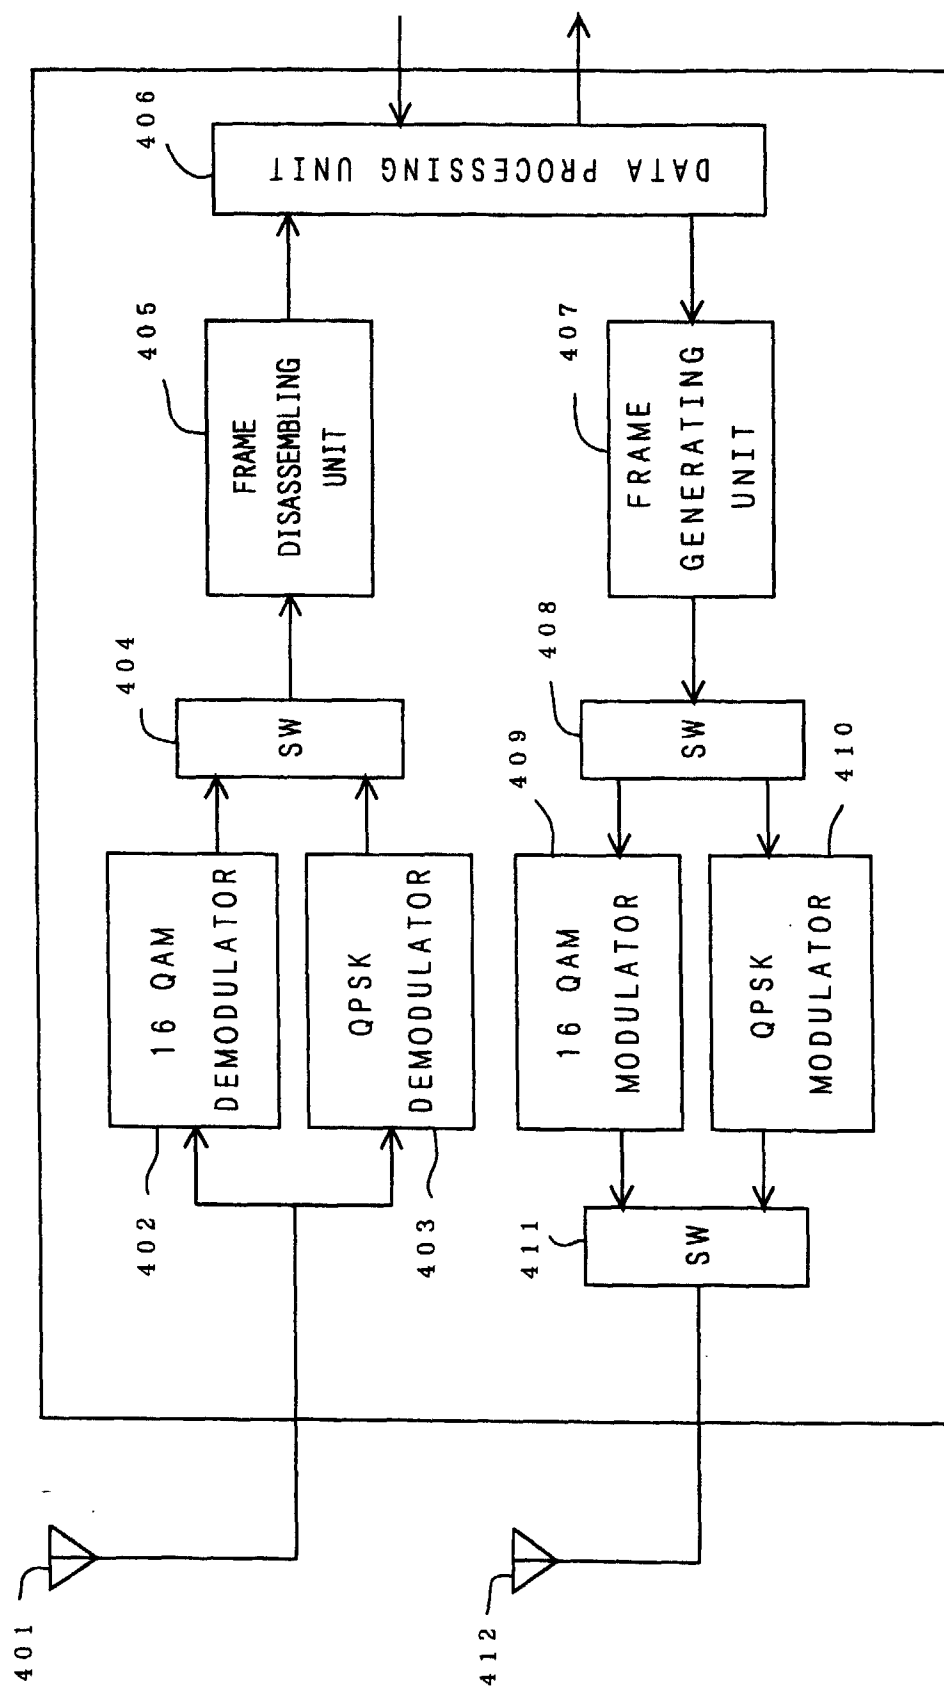 401
402
16 QAM
DEMODULATOR
403
QPSK
DEMODULATOR
404
SW
405
FRAME
DISASSEMBLING
UNIT
406
DATA PROCESSING UNIT
407
FRAME
GENERATING
UNIT
408
SW
409
16 QAM
MODULATOR
410
QPSK
MODULATOR
411
SW
412